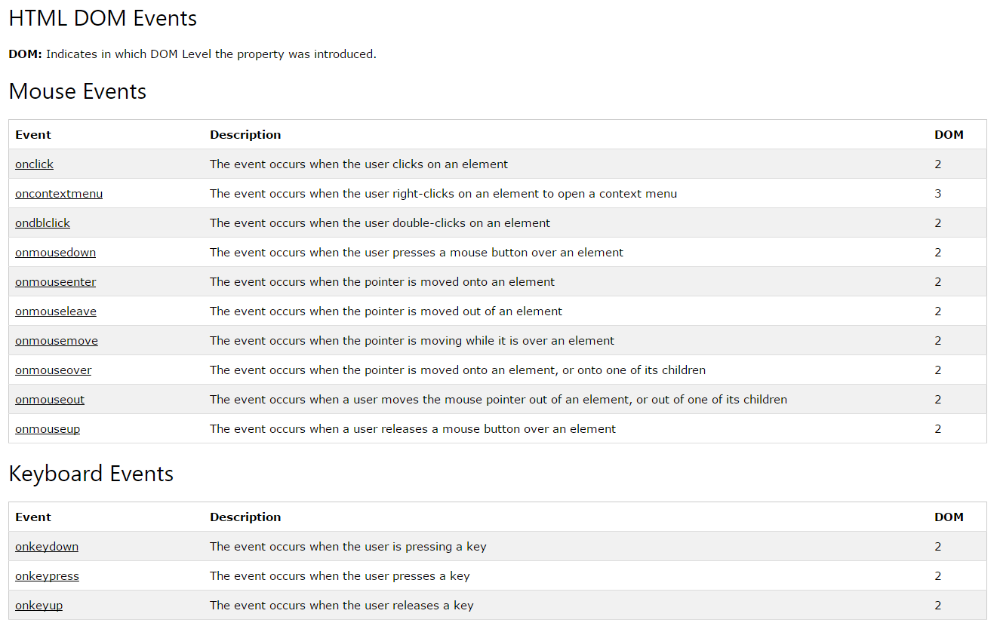 HTML DOM Events
DOM: Indicates in which DOM Level the property was introduced.
Mouse Events
Event Description DOM
onclick The event occurs when the user clicks on an element 2
oncontextmenu The event occurs when the user right-clicks on an element to open a context menu 3
ondblclick The event occurs when the user double-clicks on an element 2
onmousedown The event occurs when the user presses a mouse button over an element 2
onmouseenter The event occurs when the pointer is moved onto an element 2
onmouseleave The event occurs when the pointer is moved out of an element 2
onmousemove The event occurs when the pointer is moving while it is over an element 2
onmouseover The event occurs when the pointer is moved onto an element, or onto one of its children 2
onmouseout The event occurs when a user moves the mouse pointer out of an element, or out of one of its children 2
onmouseup The event occurs when a user releases a mouse button over an element 2
Keyboard Events
Event Description DOM
onkeydown The event occurs when the user is pressing a key 2
onkeypress The event occurs when the user presses a key 2
onkeyup The event occurs when the user releases a key 2